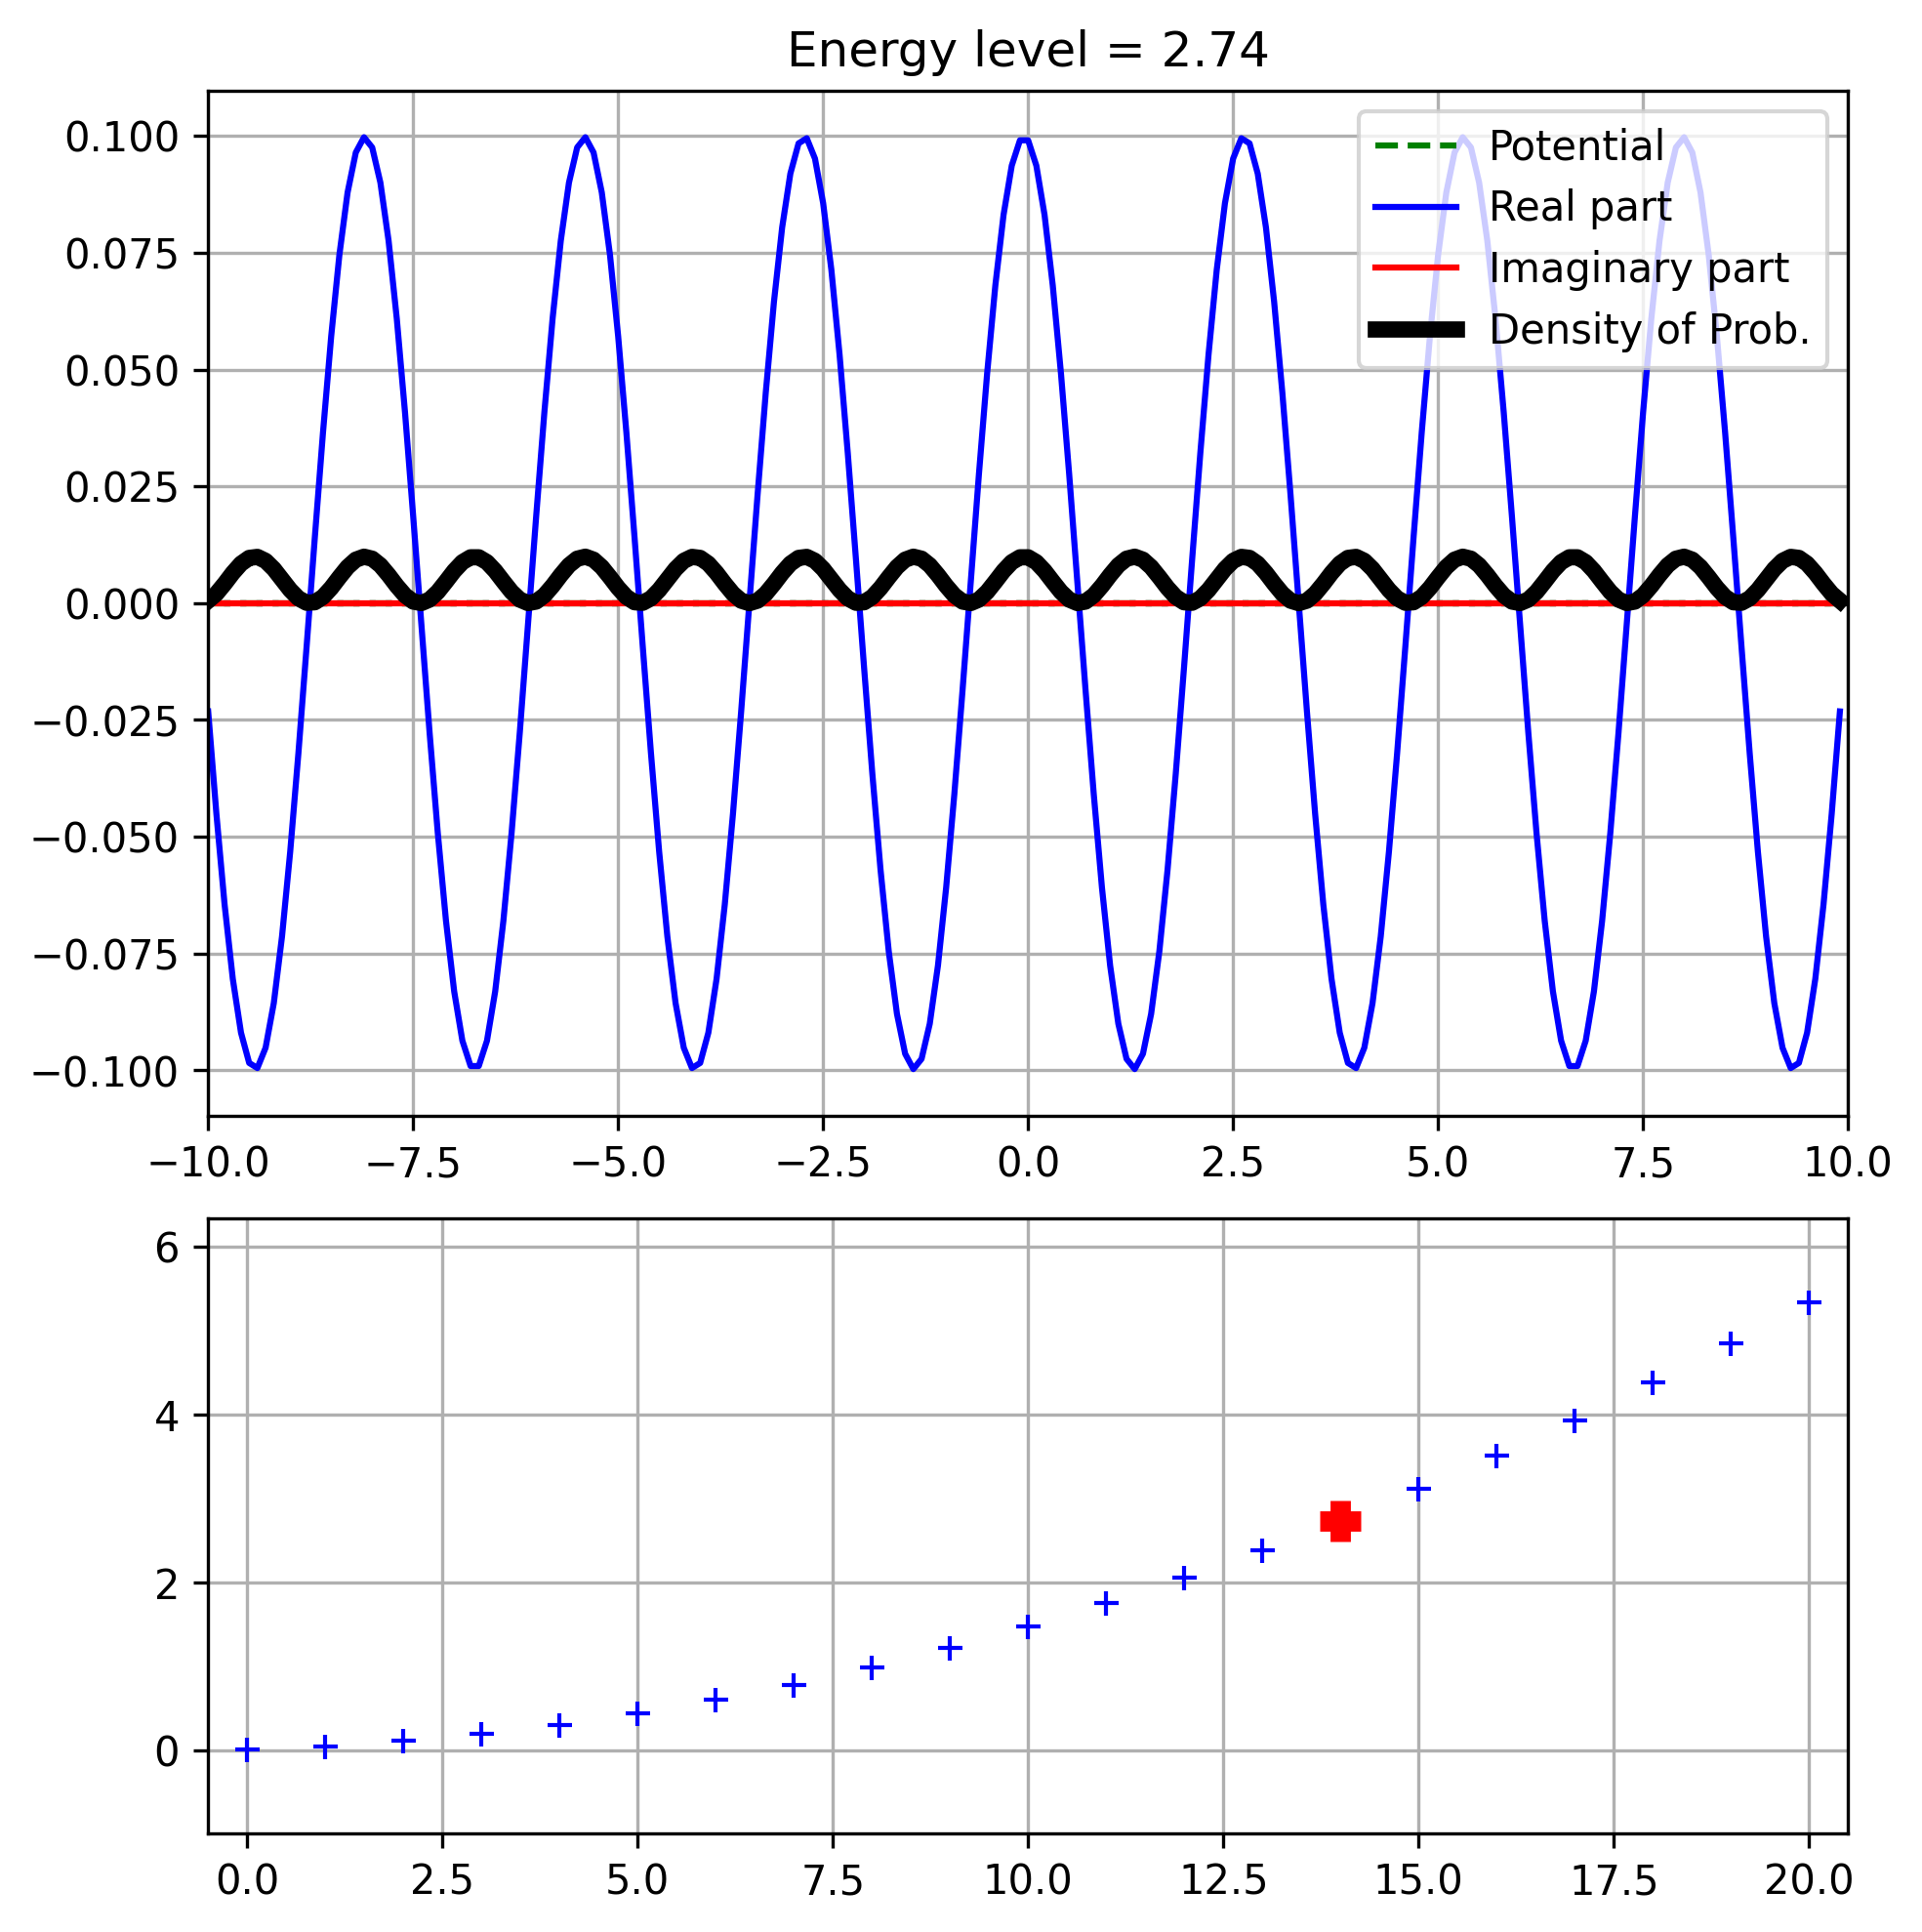 Energy level = 2.74
0.100
0.075
0.050
0.025
0.000
−0.025
−0.050
−0.075
−0.100
Potential
Real part
Imaginary part
Density of Prob.
−10.0 −7.5 −5.0 −2.5 0.0 2.5 5.0 7.5 10.0
6
4
2
0
0.0 2.5 5.0 7.5 10.0 12.5 15.0 17.5 20.0